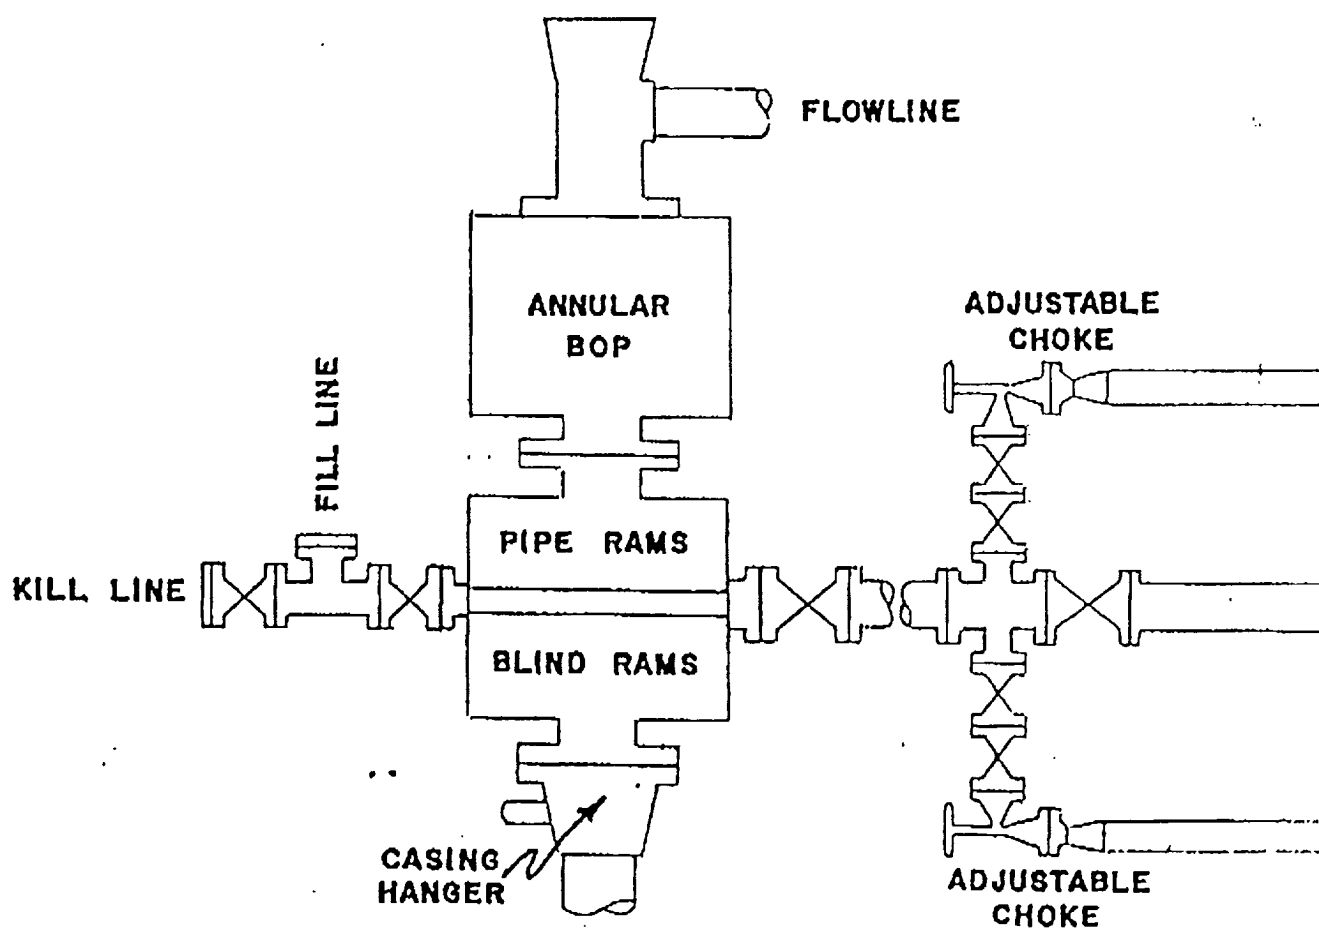 FLOWLINE
ANNULAR
BOP
ADJUSTABLE
CHOKE
FILL LINE
PIPE RAMS
KILL LINE
BLIND RAMS
CASING
HANGER
ADJUSTABLE
CHOKE